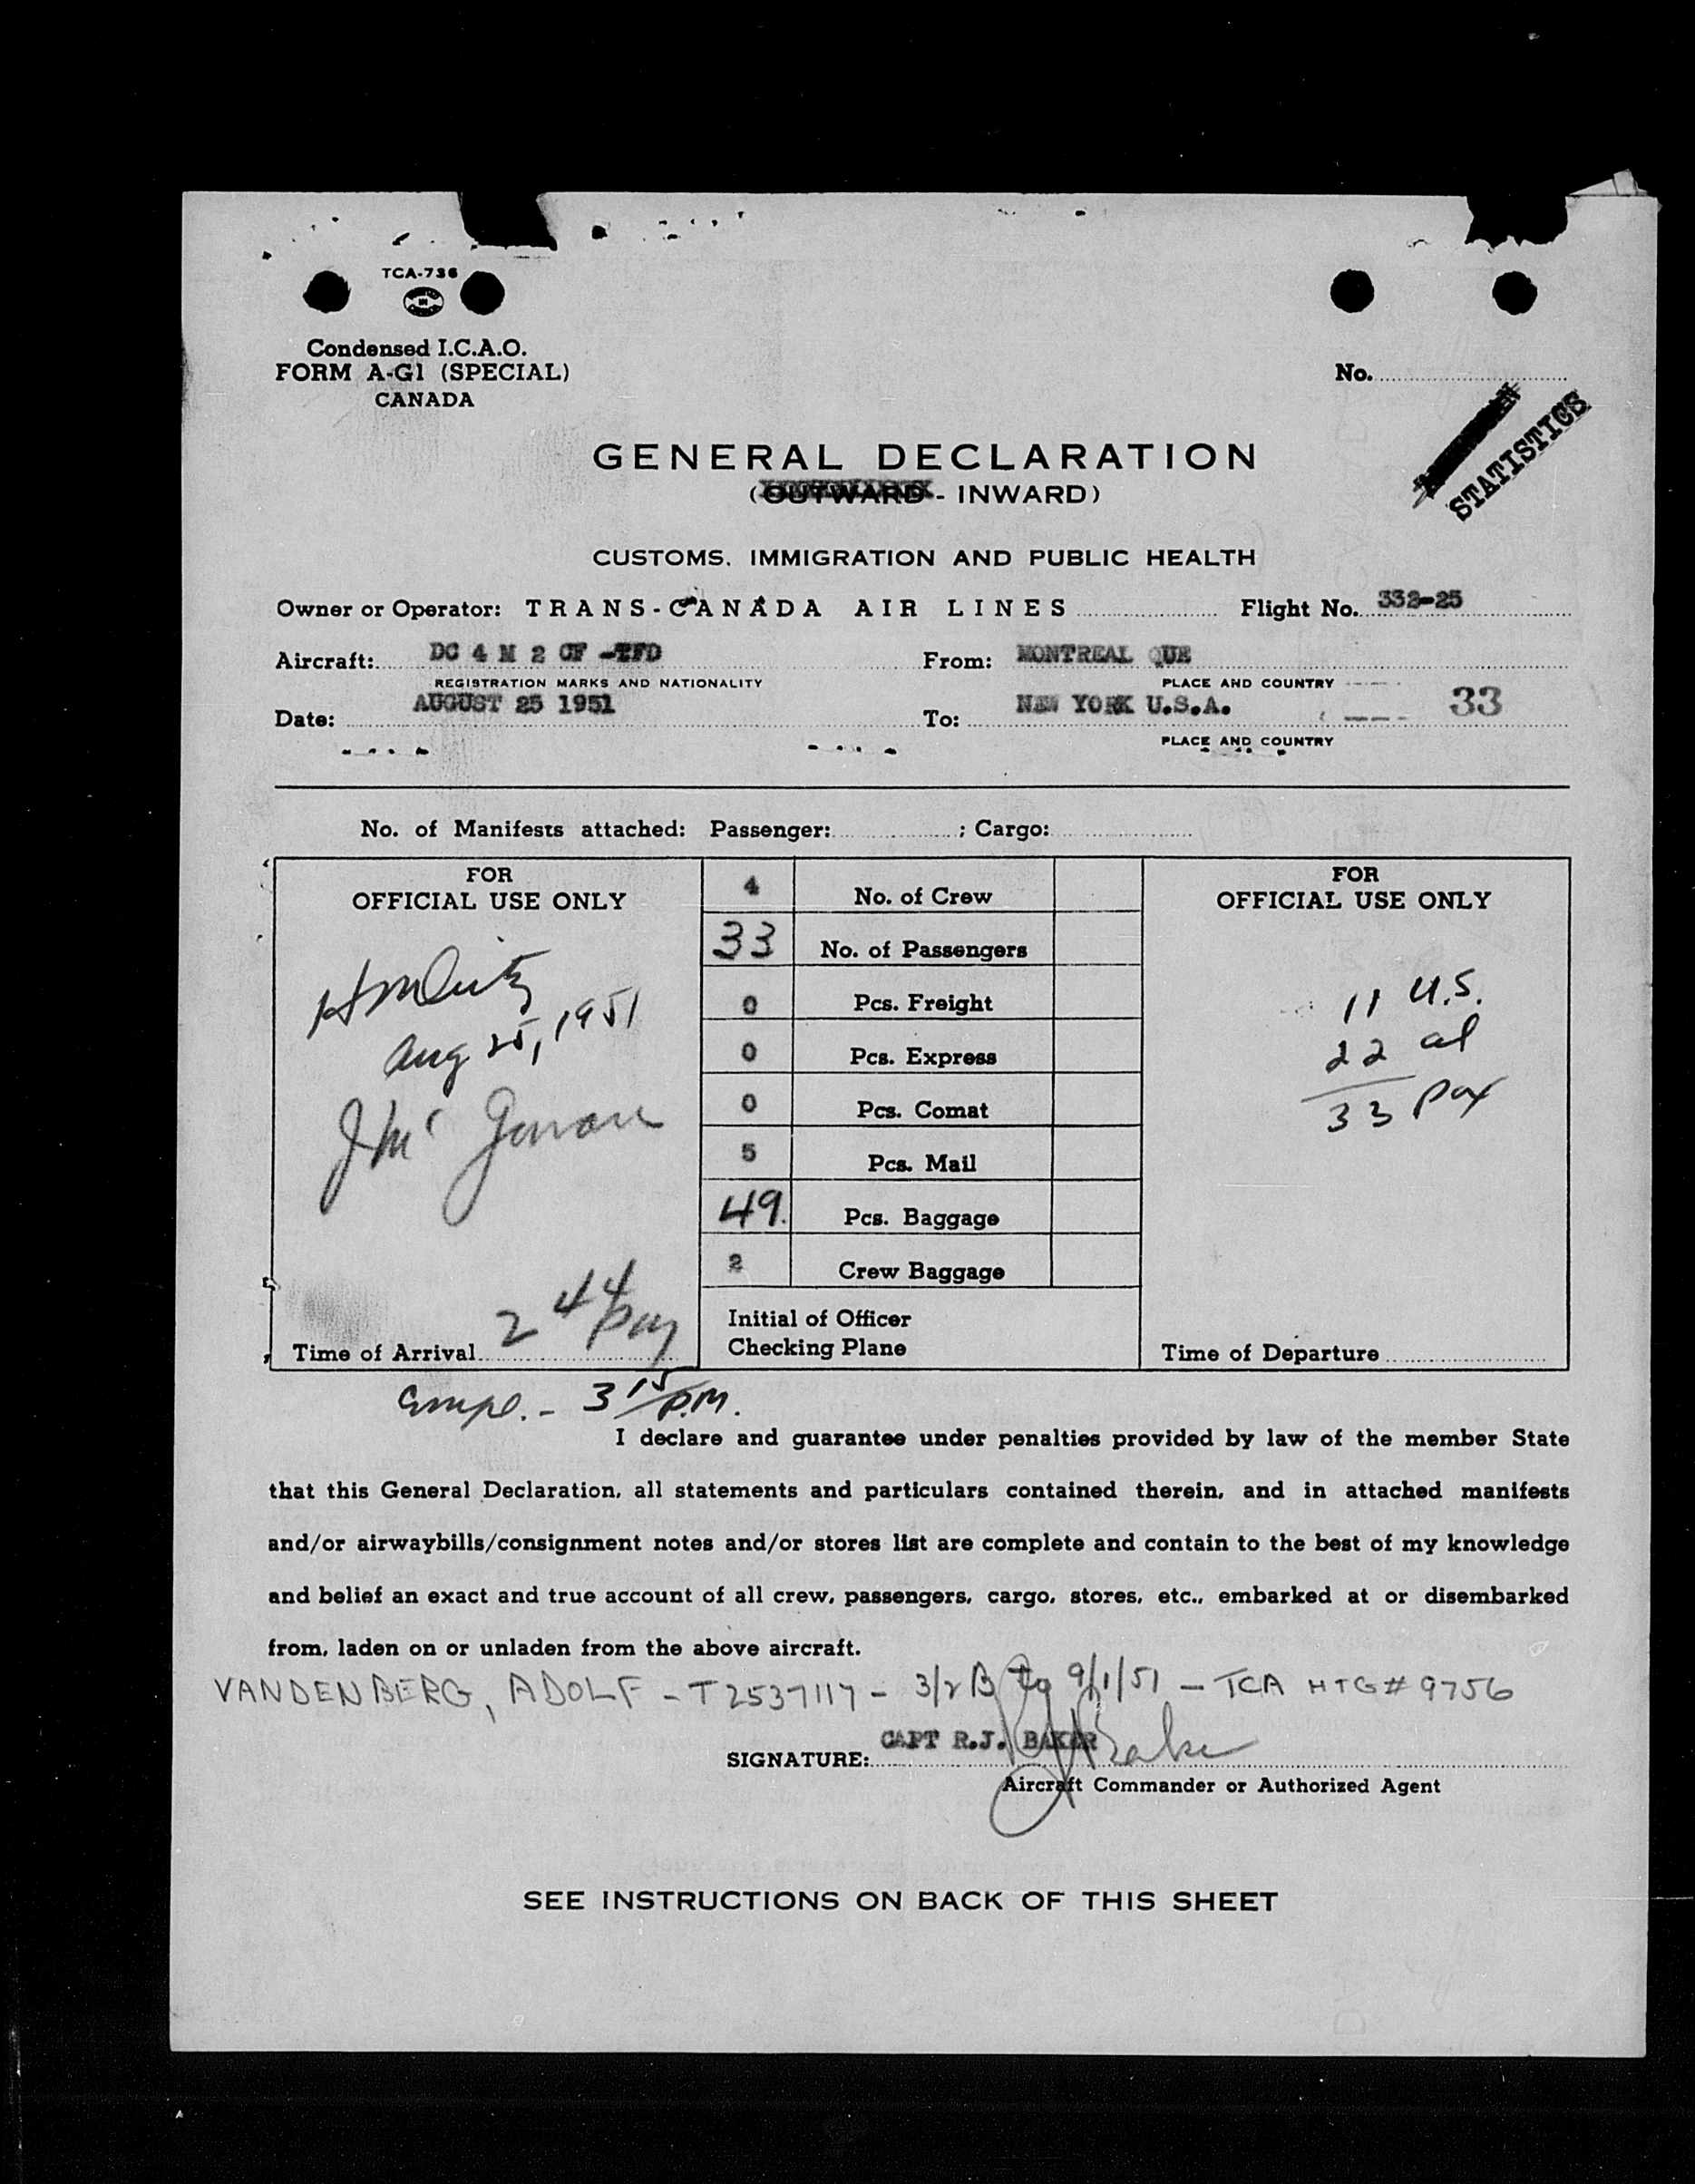 TCA-736
Condensed I.C.A.O.
FORM A-G1 (SPECIAL)
CANADA
No.
STATISTICS
GENERAL DECLARATION
(OUTWARD - INWARD)
CUSTOMS, IMMIGRATION AND PUBLIC HEALTH
Owner or Operator: TRANS-CANADA AIR LINES Flight No. 332-25
Aircraft: DC 4 M 2 CF -TFD From: MONTREAL QUE
REGISTRATION MARKS AND NATIONALITY PLACE AND COUNTRY
Date: AUGUST 25 1951 To: NEW YORK U.S.A. 33
PLACE AND COUNTRY
No. of Manifests attached: Passenger: ; Cargo:
FOR
OFFICIAL USE ONLY
Aug 25, 1951
2 44 pm
Time of Arrival
4 No. of Crew
33 No. of Passengers
0 Pcs. Freight
0 Pcs. Express
0 Pcs. Comat
5 Pcs. Mail
49. Pcs. Baggage
2 Crew Baggage
Initial of Officer
Checking Plane
FOR
OFFICIAL USE ONLY
11 U.S.
22 al
33 pax
Time of Departure
Compl. - 3 15 P.M.
I declare and guarantee under penalties provided by law of the member State
that this General Declaration, all statements and particulars contained therein, and in attached manifests
and/or airwaybills/consignment notes and/or stores list are complete and contain to the best of my knowledge
and belief an exact and true account of all crew, passengers, cargo, stores, etc., embarked at or disembarked
from, laden on or unladen from the above aircraft.
VANDENBERG, ADOLF - T2537117 - 3/2 B to 9/1/51 - TCA HTG# 9756
SIGNATURE: CAPT R.J. BAKER RJ Baker
Aircraft Commander or Authorized Agent
SEE INSTRUCTIONS ON BACK OF THIS SHEET